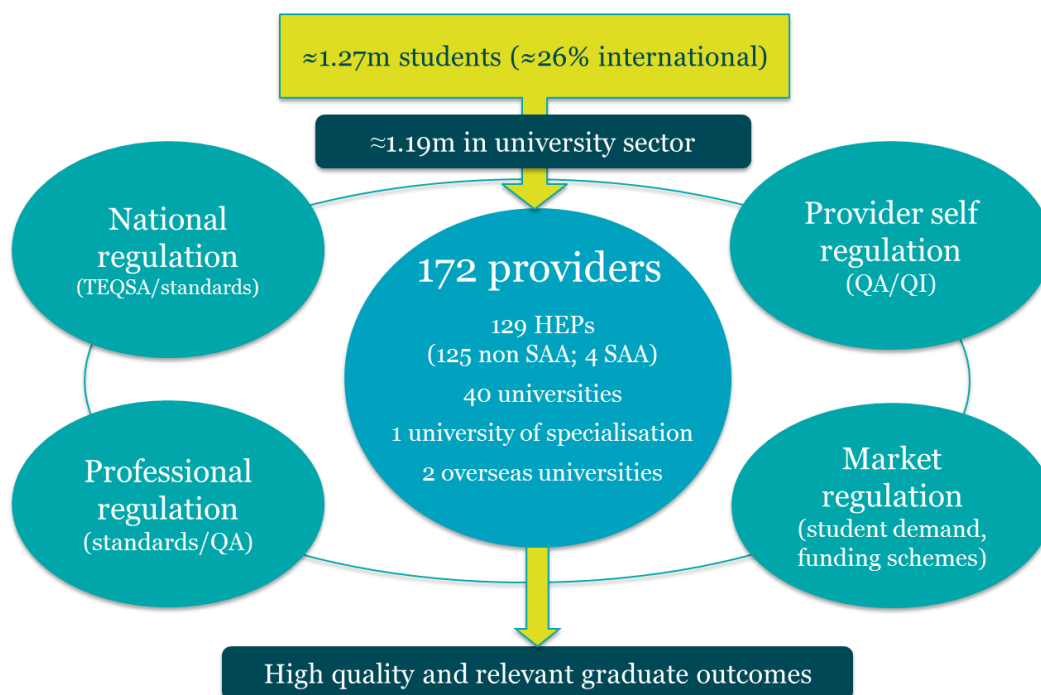 ≈1.27m students (≈26% international)
≈1.19m in university sector
National
regulation
(TEQSA/standards)
Provider self
regulation
(QA/QI)
172 providers
129 HEPs
(125 non SAA; 4 SAA)
40 universities
1 university of specialisation
2 overseas universities
Professional
regulation
(standards/QA)
Market
regulation
(student demand,
funding schemes)
High quality and relevant graduate outcomes